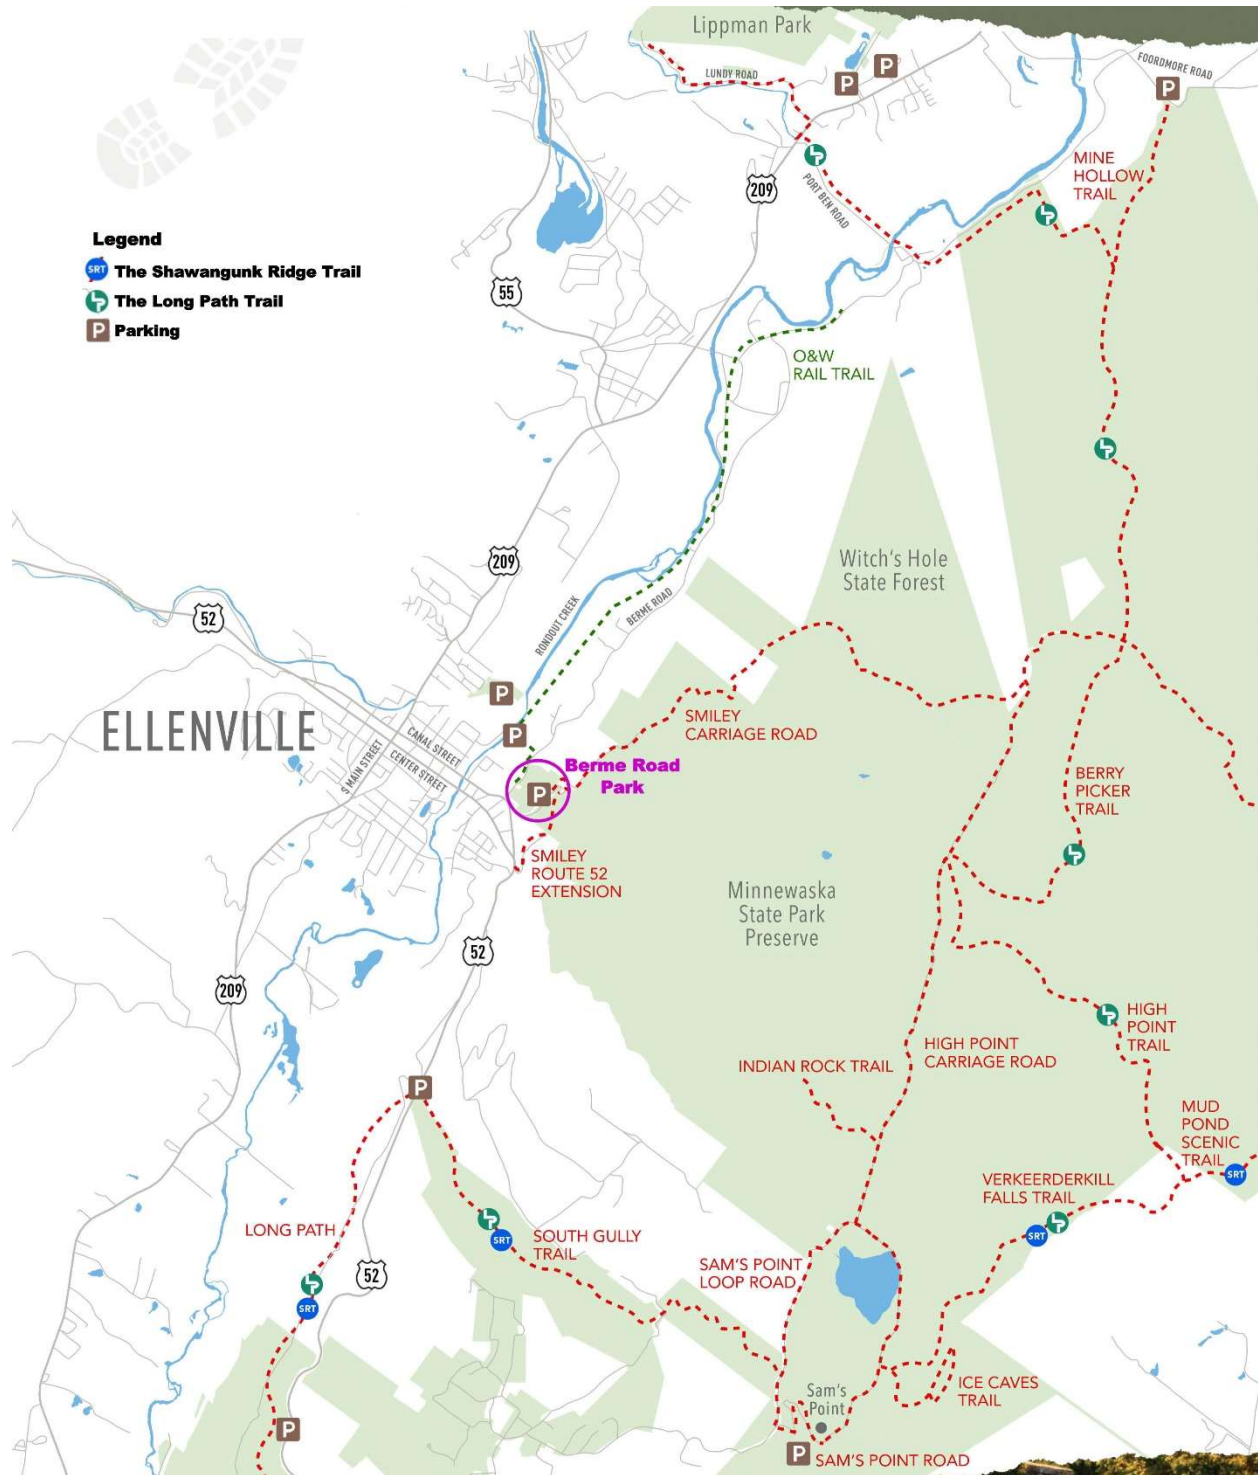 Lippman Park
FOORDMORE ROAD
LUNDY ROAD
P
P
P
MINE
HOLLOW
TRAIL
209
PORT BEN ROAD
Legend
SRT The Shawangunk Ridge Trail
The Long Path Trail
P Parking
55
O&W
RAIL TRAIL
209
Witch's Hole
State Forest
52
RONDOUT CREEK
BERME ROAD
P
ELLENVILLE
CANAL STREET
CENTER STREET
S MAIN STREET
P
SMILEY
CARRIAGE ROAD
Berme Road
Park
P
BERRY
PICKER
TRAIL
SMILEY
ROUTE 52
EXTENSION
Minnewaska
State Park
Preserve
52
209
HIGH
POINT
TRAIL
HIGH POINT
CARRIAGE ROAD
INDIAN ROCK TRAIL
P
MUD
POND
SCENIC
TRAIL
SRT
VERKEERDERKILL
FALLS TRAIL
SRT
LONG PATH
SOUTH GULLY
TRAIL
SRT
SAM'S POINT
LOOP ROAD
52
SRT
ICE CAVES
TRAIL
Sam's
Point
P
P
SAM'S POINT ROAD